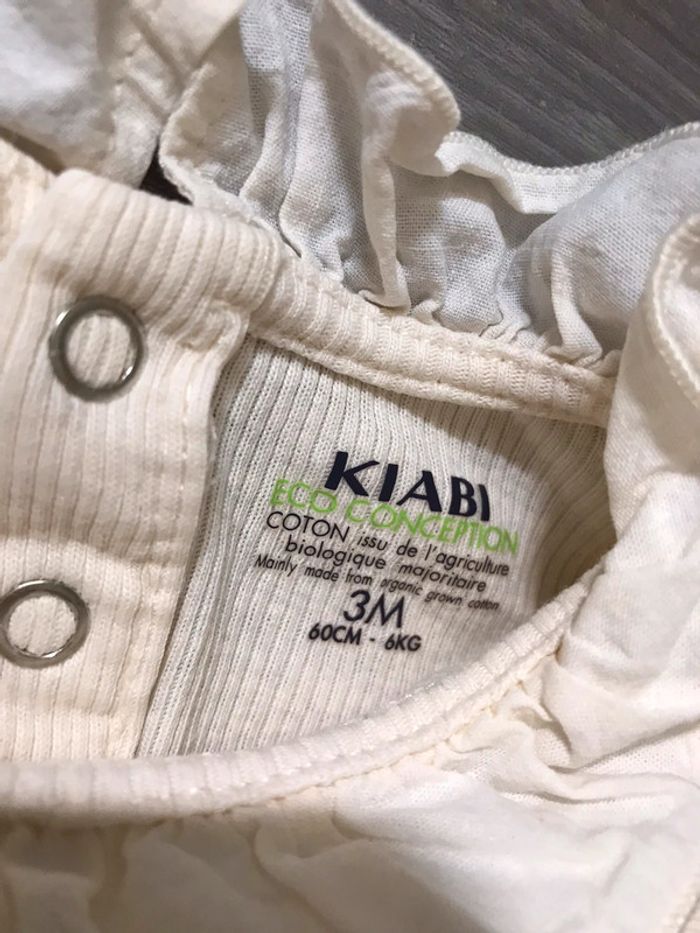 KIABI
ECO CONCEPTION
COTON issu de l'agriculture
biologique majoritaire
Mainly made from organic grown cotton
3M
60CM - 6KG